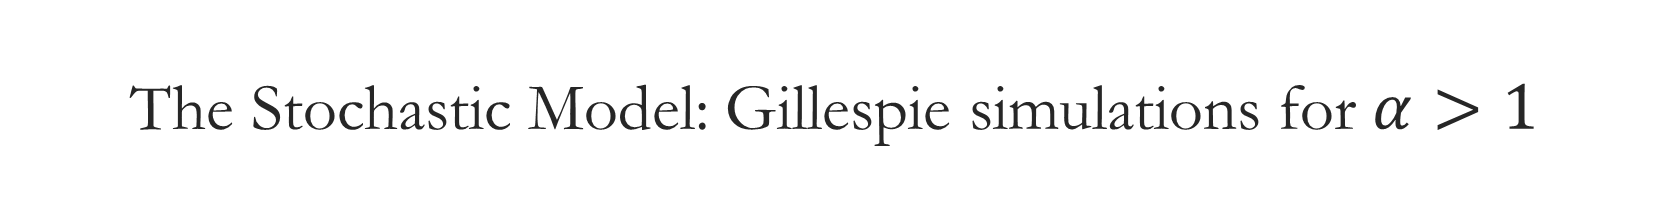 The Stochastic Model: Gillespie simulations for 𝛼 > 1